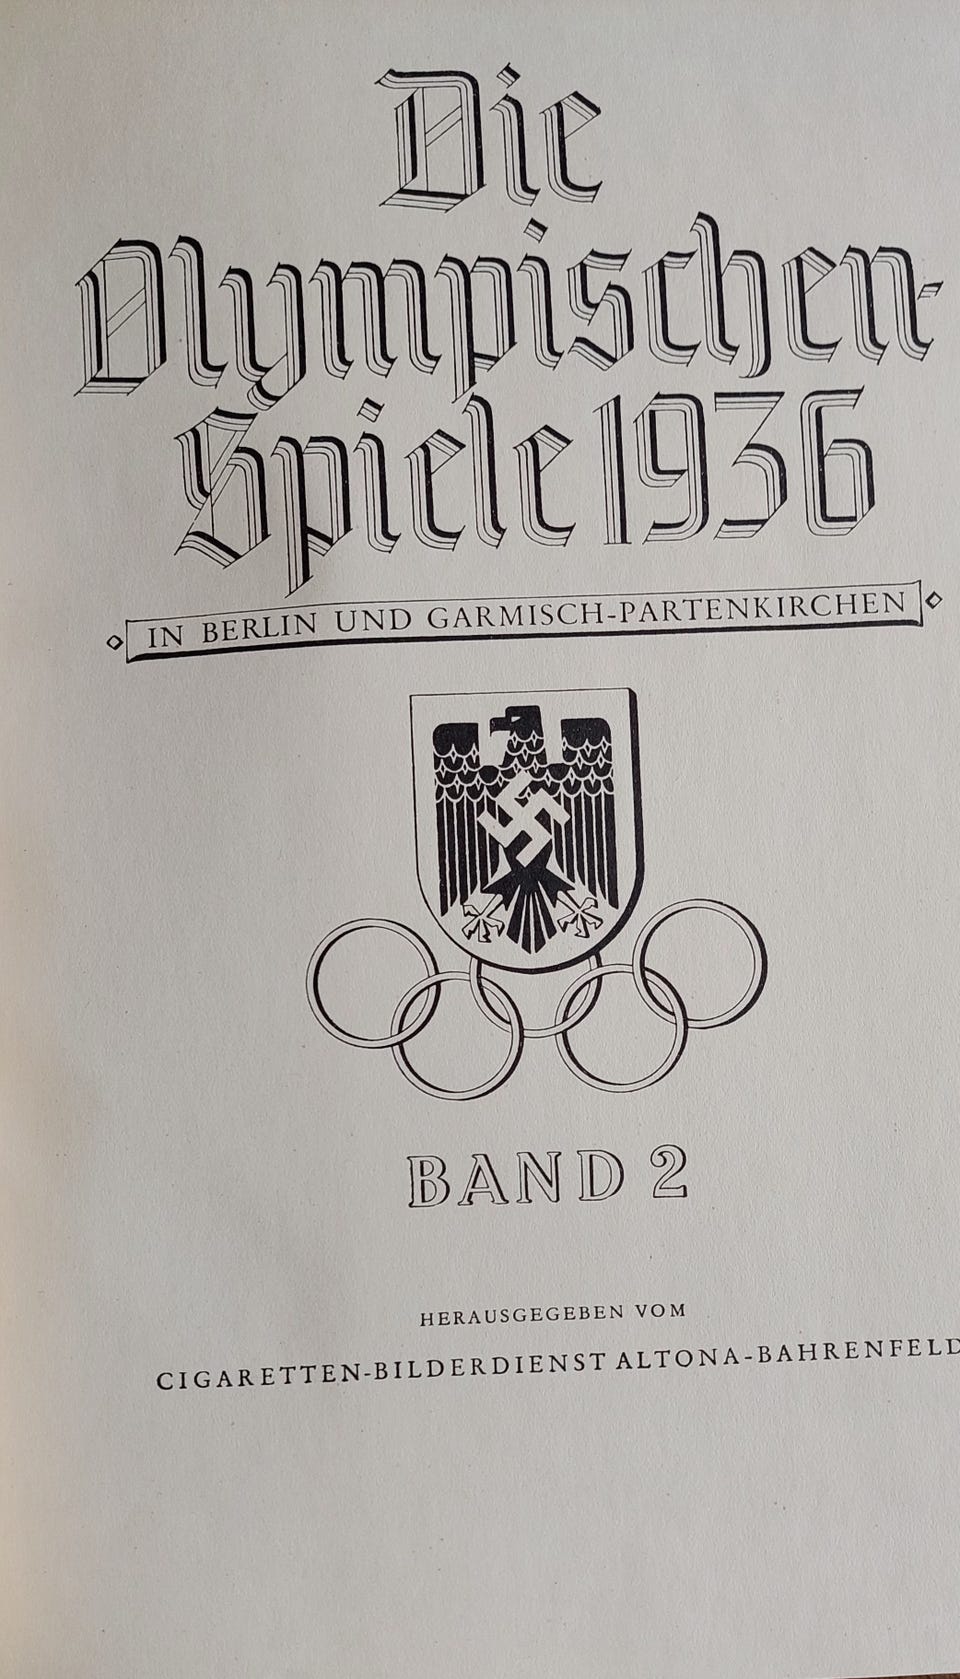 Die
Olympischen-
Spiele 1936
IN BERLIN UND GARMISCH-PARTENKIRCHEN
BAND 2
HERAUSGEGEBEN VOM
CIGARETTEN-BILDERDIENST ALTONA-BAHRENFELD